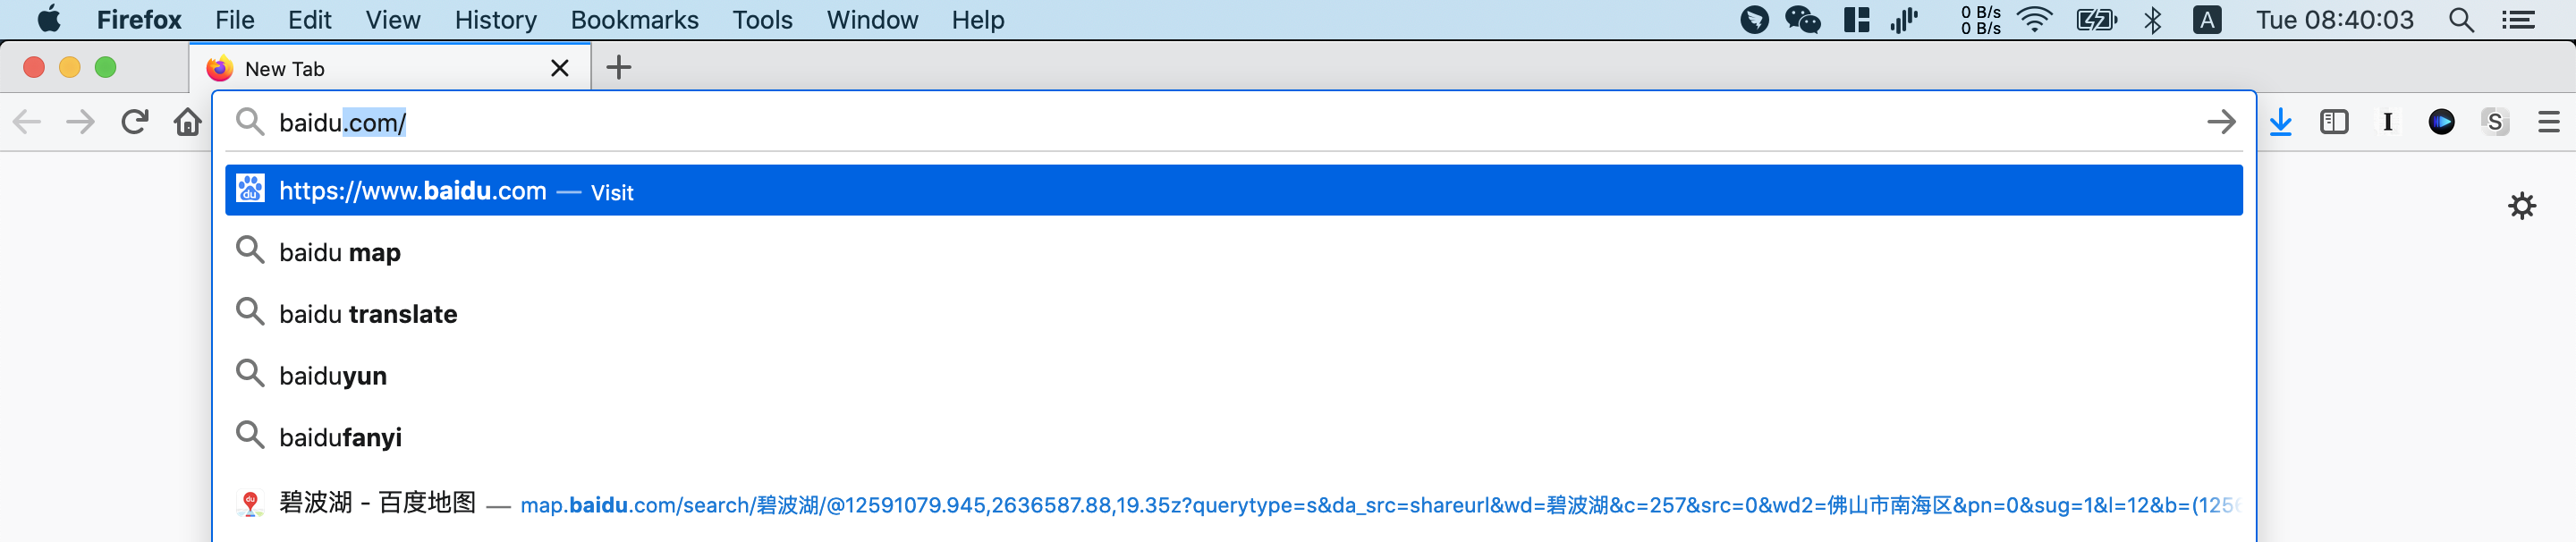 Firefox File Edit View History Bookmarks Tools Window Help 0 B/s 0 B/s A Tue 08:40:03
New Tab
baidu.com/
https://www.baidu.com — Visit
baidu map
baidu translate
baiduyun
baidufanyi
碧波湖 - 百度地图 — map.baidu.com/search/碧波湖/@12591079.945,2636587.88,19.35z?querytype=s&da_src=shareurl&wd=碧波湖&c=257&src=0&wd2=佛山市南海区&pn=0&sug=1&l=12&b=(1256